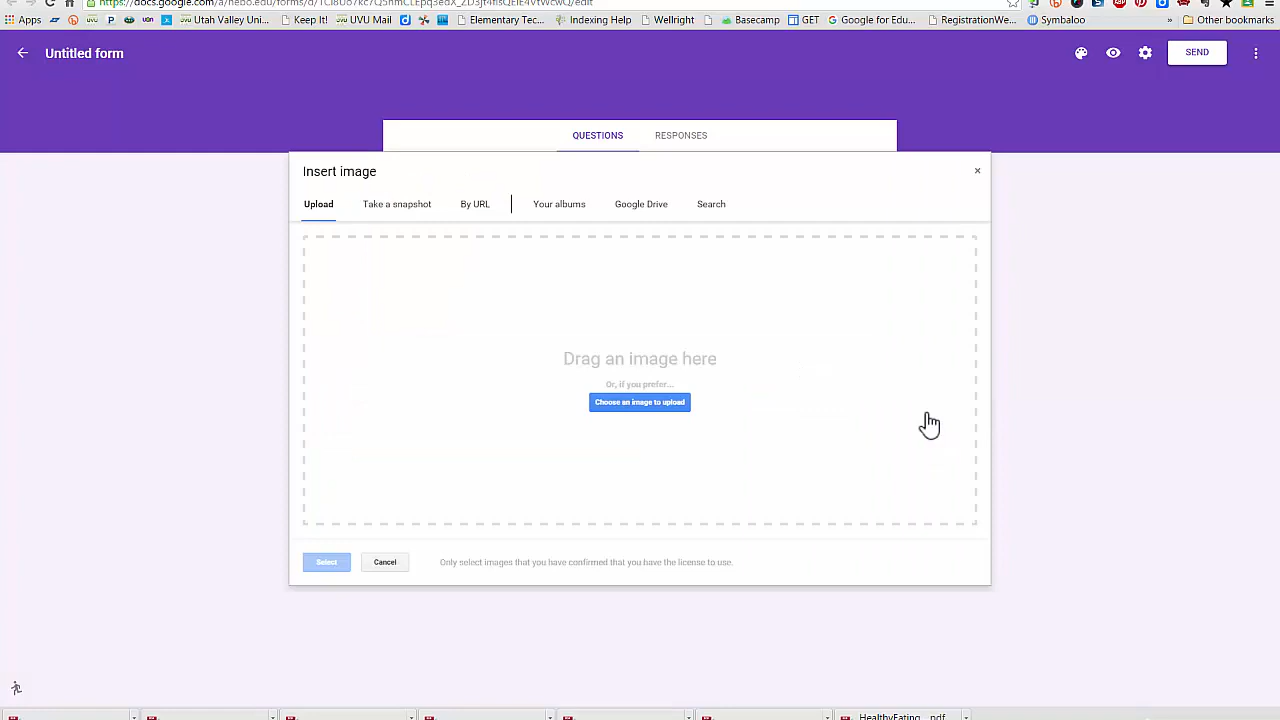 Apps
Utah Valley Uni...
Keep It!
UVU Mail
Elementary Tec...
Indexing Help
Wellright
Basecamp
GET
Google for Edu...
RegistrationWe...
Symbaloo
»
Other bookmarks
Untitled form
SEND
QUESTIONS RESPONSES
Insert image
×
Upload Take a snapshot By URL Your albums Google Drive Search
Drag an image here
Or, if you prefer...
Choose an image to upload
Select Cancel Only select images that you have confirmed that you have the license to use.
HealthyEating....pdf